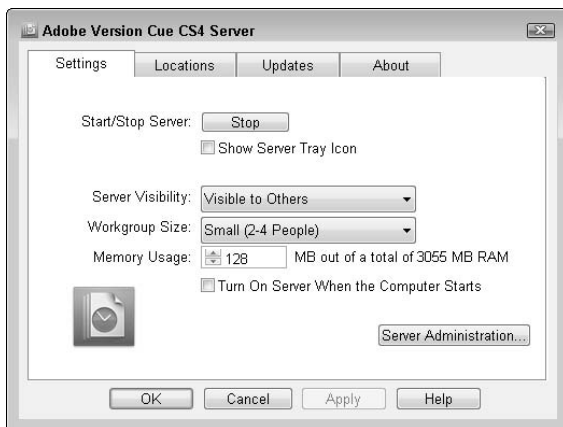 Adobe Version Cue CS4 Server
Settings Locations Updates About
Start/Stop Server: Stop
Show Server Tray Icon
Server Visibility: Visible to Others
Workgroup Size: Small (2-4 People)
Memory Usage: 128 MB out of a total of 3055 MB RAM
Turn On Server When the Computer Starts
Server Administration...
OK Cancel Apply Help